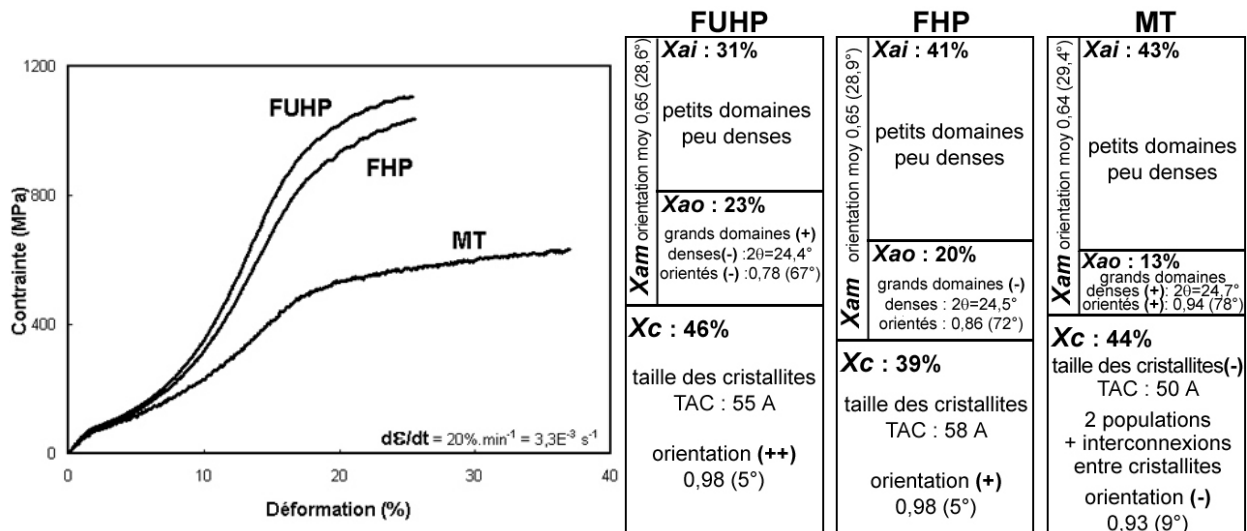 1200
800
400
0
0
10
20
30
40
Contrainte (MPa)
Déformation (%)
FUHP
FHP
MT
dƐ/dt = 20%.min⁻¹ = 3,3E⁻³ s⁻¹
FUHP
Xam orientation moy 0,65 (28,6°)
Xai : 31%
petits domaines
peu denses
Xao : 23%
grands domaines (+)
denses(-) :2θ=24,4°
orientés (-) :0,78 (67°)
Xc : 46%
taille des cristallites
TAC : 55 A
orientation (++)
0,98 (5°)
FHP
Xam orientation moy 0,65 (28,9°)
Xai : 41%
petits domaines
peu denses
Xao : 20%
grands domaines (-)
denses : 2θ=24,5°
orientés : 0,86 (72°)
Xc : 39%
taille des cristallites
TAC : 58 A
orientation (+)
0,98 (5°)
MT
Xam orientation moy 0,64 (29,4°)
Xai : 43%
petits domaines
peu denses
Xao : 13%
grands domaines
denses (+): 2θ=24,7°
orientés (+): 0,94 (78°)
Xc : 44%
taille des cristallites(-)
TAC : 50 A
2 populations
+ interconnexions
entre cristallites
orientation (-)
0,93 (9°)